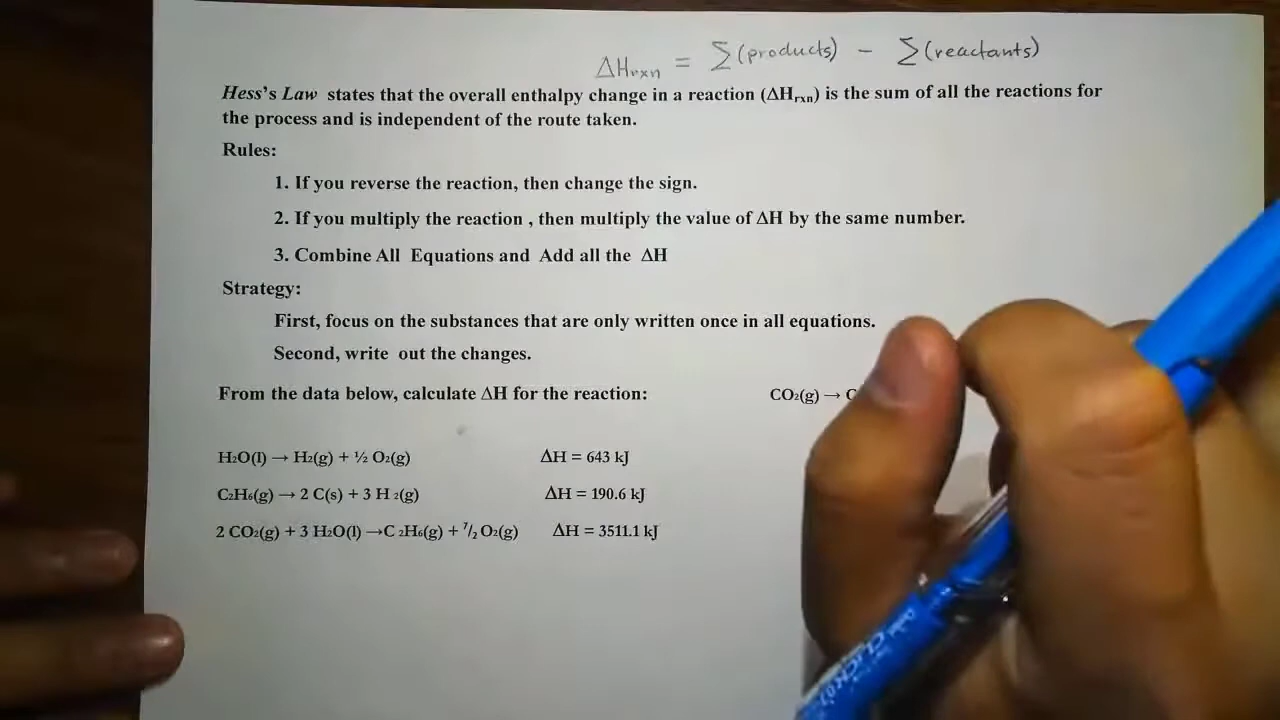 ΔHrxn = Σ(products) - Σ(reactants)
Hess's Law states that the overall enthalpy change in a reaction (ΔHrxn) is the sum of all the reactions for
the process and is independent of the route taken.
Rules:
1. If you reverse the reaction, then change the sign.
2. If you multiply the reaction , then multiply the value of ΔH by the same number.
3. Combine All Equations and Add all the ΔH
Strategy:
First, focus on the substances that are only written once in all equations.
Second, write out the changes.
From the data below, calculate ΔH for the reaction: CO₂(g) → C
H₂O(l) → H₂(g) + ½ O₂(g) ΔH = 643 kJ
C₂H₆(g) → 2 C(s) + 3 H ₂(g) ΔH = 190.6 kJ
2 CO₂(g) + 3 H₂O(l) →C ₂H₆(g) + ⁷/₂ O₂(g) ΔH = 3511.1 kJ